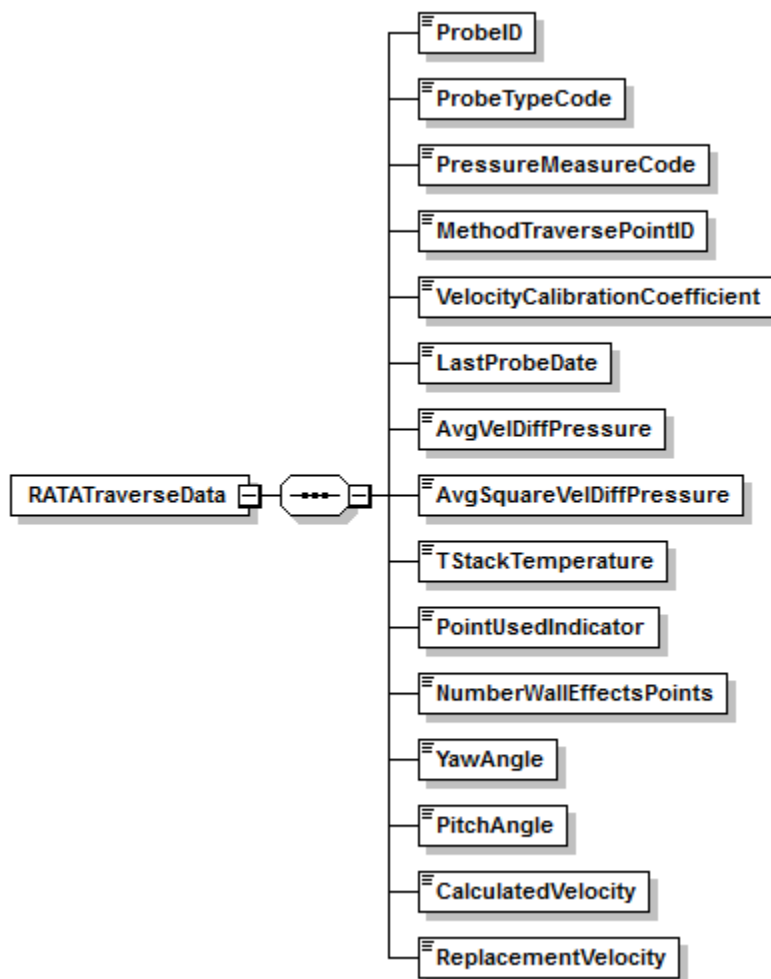 ProbeID
ProbeTypeCode
PressureMeasureCode
MethodTraversePointID
VelocityCalibrationCoefficient
LastProbeDate
AvgVelDiffPressure
RATATraverseData
AvgSquareVelDiffPressure
TStackTemperature
PointUsedIndicator
NumberWallEffectsPoints
YawAngle
PitchAngle
CalculatedVelocity
ReplacementVelocity